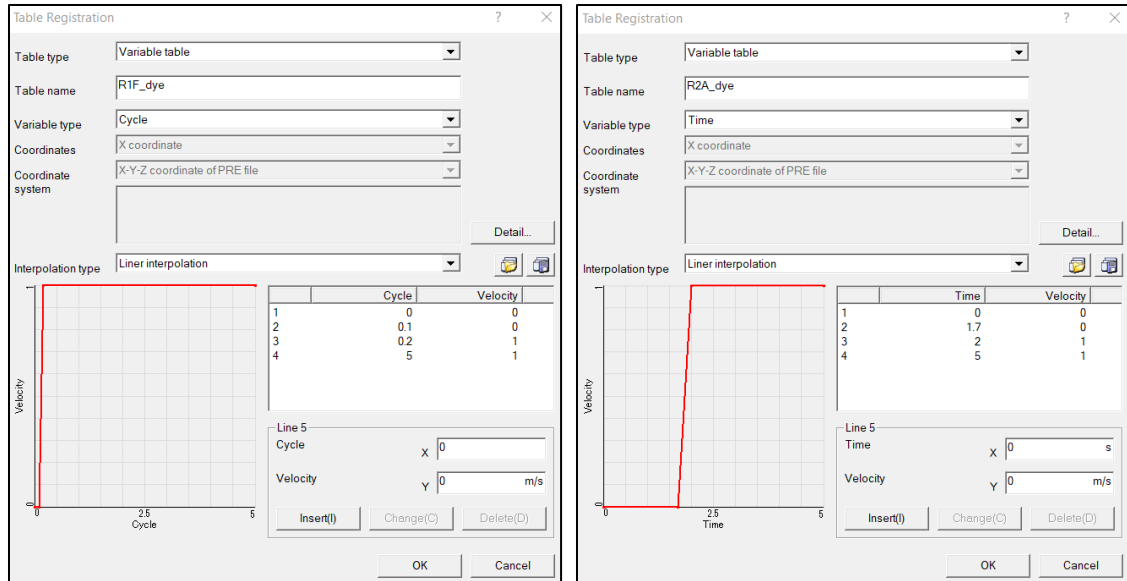 Table Registration ? ×
Table type Variable table
Table name R1F_dye
Variable type Cycle
Coordinates X coordinate
Coordinate system X-Y-Z coordinate of PRE file
Detail...
Interpolation type Liner interpolation
1
Velocity
0
0 2.5 5
Cycle
Cycle Velocity
1 0 0
2 0.1 0
3 0.2 1
4 5 1
Line 5
Cycle X 0
Velocity Y 0 m/s
Insert(I) Change(C) Delete(D)
OK Cancel
Table Registration ? ×
Table type Variable table
Table name R2A_dye
Variable type Time
Coordinates X coordinate
Coordinate system X-Y-Z coordinate of PRE file
Detail...
Interpolation type Liner interpolation
1
Velocity
0
0 2.5 5
Time
Time Velocity
1 0 0
2 1.7 0
3 2 1
4 5 1
Line 5
Time X 0 s
Velocity Y 0 m/s
Insert(I) Change(C) Delete(D)
OK Cancel